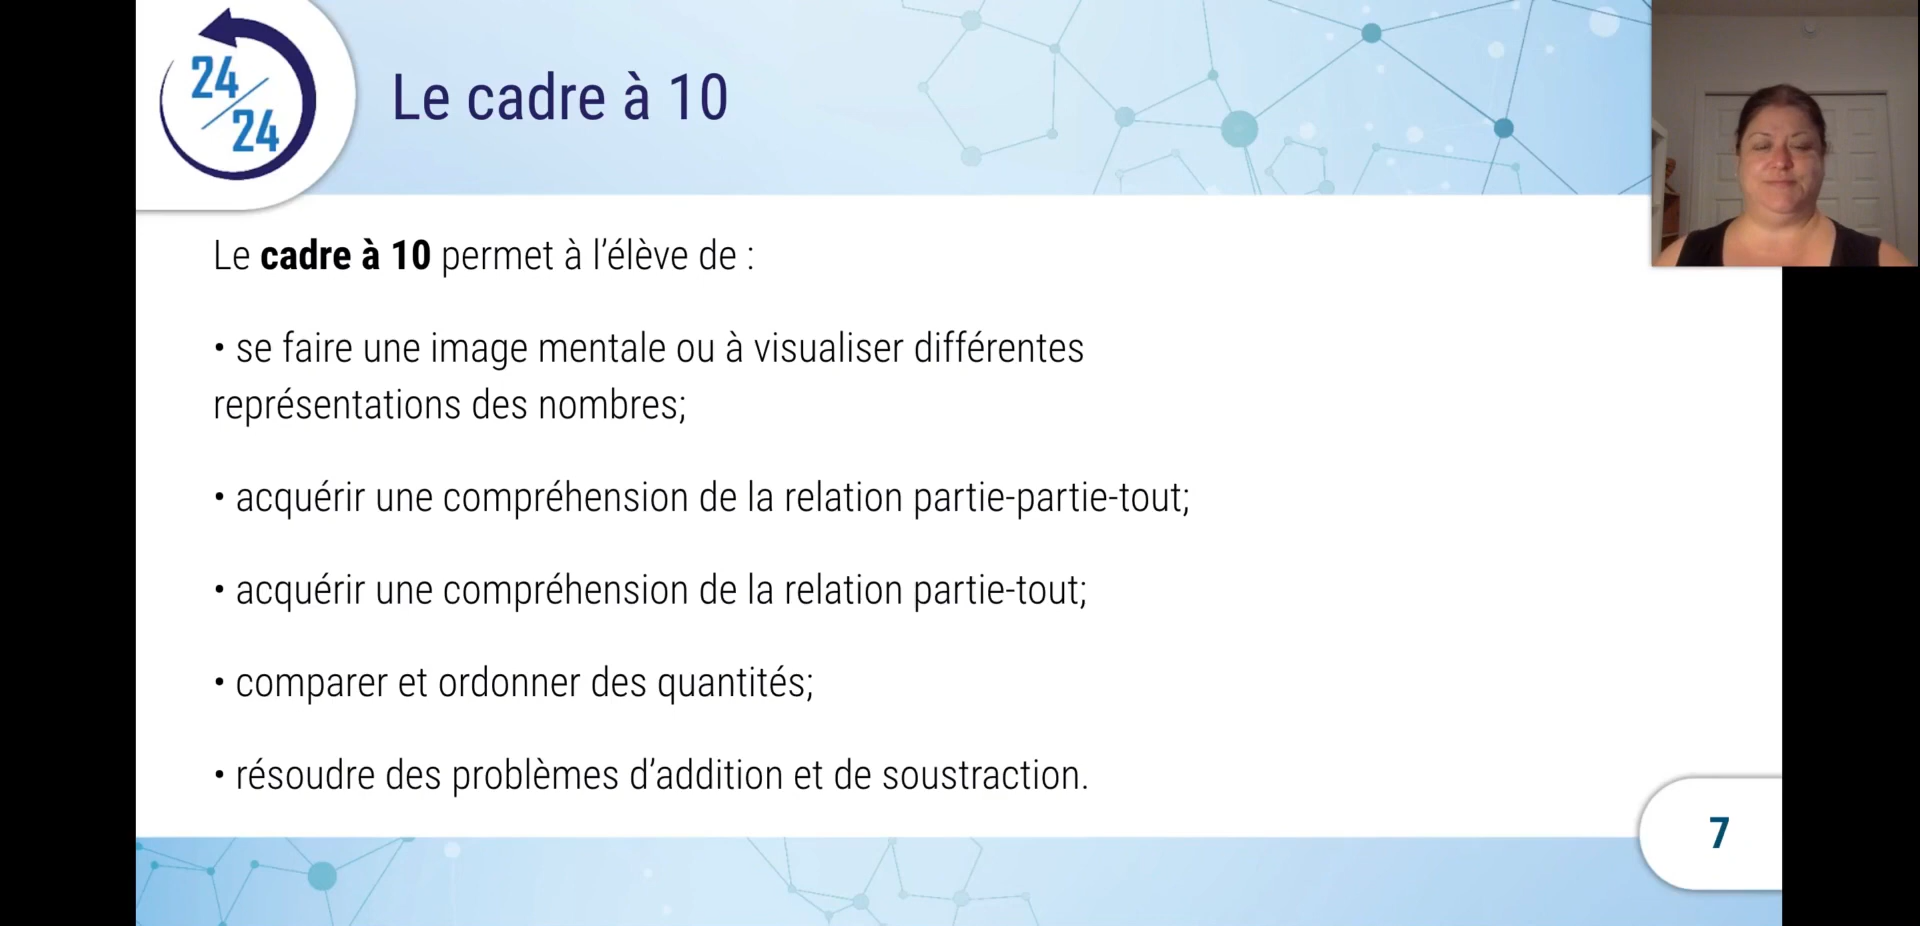 24
24
Le cadre à 10
Le cadre à 10 permet à l’élève de :
• se faire une image mentale ou à visualiser différentes
représentations des nombres;
• acquérir une compréhension de la relation partie-partie-tout;
• acquérir une compréhension de la relation partie-tout;
• comparer et ordonner des quantités;
• résoudre des problèmes d’addition et de soustraction.
7